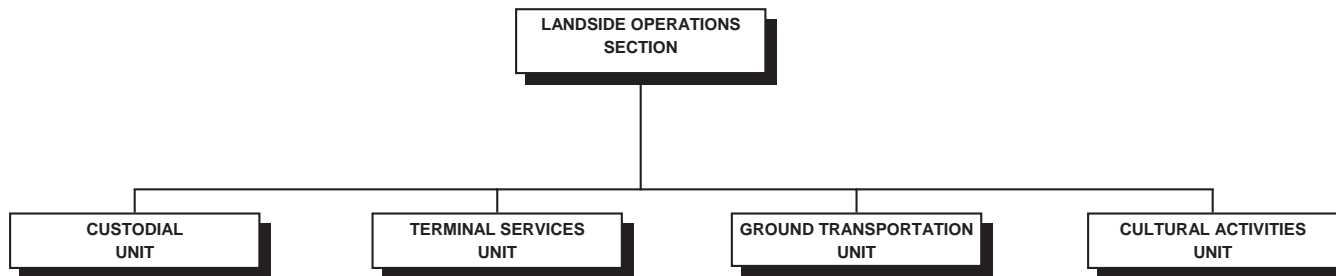 LANDSIDE OPERATIONS
SECTION
CUSTODIAL
UNIT
TERMINAL SERVICES
UNIT
GROUND TRANSPORTATION
UNIT
CULTURAL ACTIVITIES
UNIT